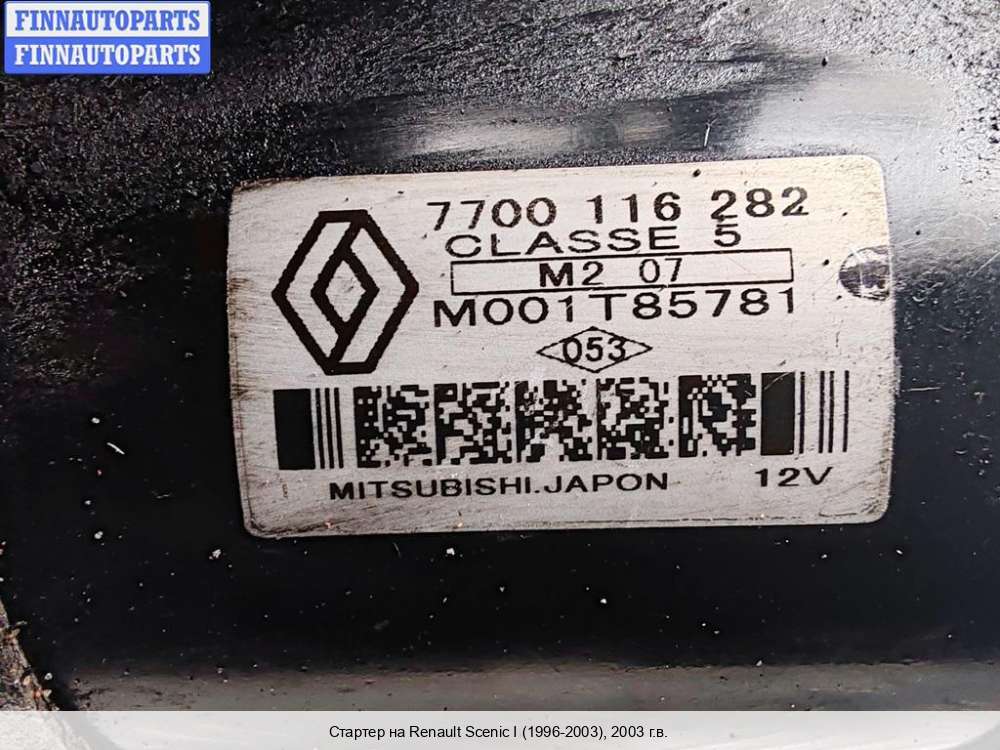 FINNAUTOPARTS
FINNAUTOPARTS
7700 116 282
CLASSE 5
M2 07
M001T85781
053
MITSUBISHI.JAPON 12V
Стартер на Renault Scenic I (1996-2003), 2003 г.в.